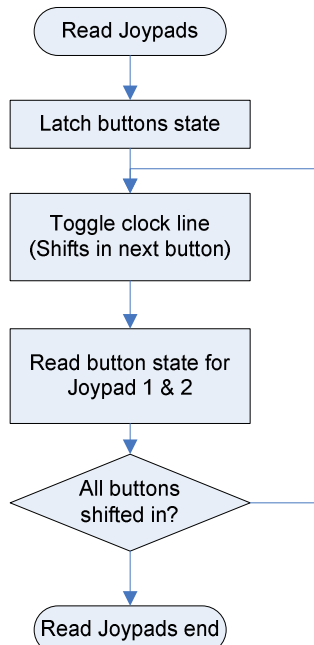 Read Joypads
Latch buttons state
Toggle clock line
(Shifts in next button)
Read button state for
Joypad 1 & 2
All buttons
shifted in?
Read Joypads end